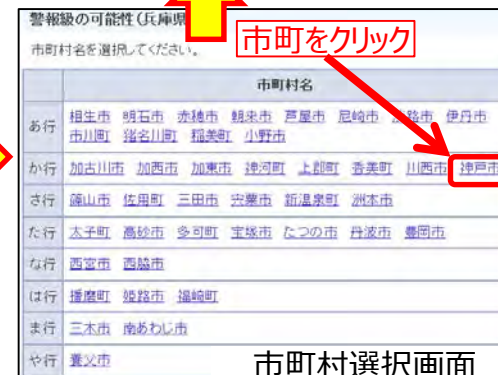 警報級の可能性(兵庫県
市町村名を選択してください。
市町をクリック
市町村名
あ行 相生市 明石市 赤穂市 朝来市 芦屋市 尼崎市 淡路市 伊丹市
市川町 猪名川町 稲美町 小野市
か行 加古川市 加西市 加東市 神河町 上郡町 香美町 川西市 神戸市
さ行 篠山市 佐用町 三田市 宍粟市 新温泉町 洲本市
た行 太子町 高砂市 多可町 宝塚市 たつの市 丹波市 豊岡市
な行 西宮市 西脇市
は行 播磨町 姫路市 福崎町
ま行 三木市 南あわじ市
や行 養父市
市町村選択画面